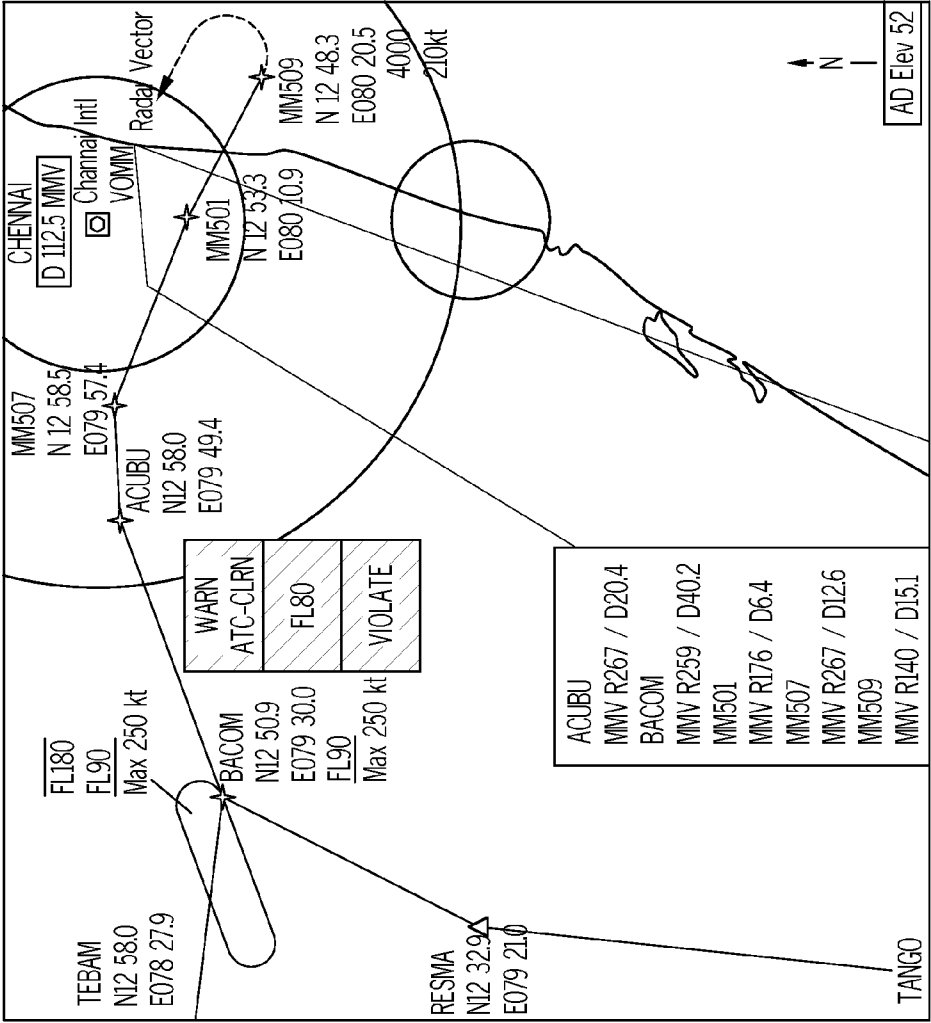 CHENNAI
D 112.5 MMV
Channai Intl
VOMM
Radar Vector
MM509
N 12 48.3
E080 20.5
4000
210kt
MM501
N 12 53.3
E080 10.9
MM507
N 12 58.5
E079 57.4
ACUBU
N12 58.0
E079 49.4
WARN
ATC-CLRN
FL80
VIOLATE
FL180
FL90
Max 250 kt
BACOM
N12 50.9
E079 30.0
FL90
Max 250 kt
TEBAM
N12 58.0
E078 27.9
RESMA
N12 32.9
E079 21.0
TANGO
ACUBU
MMV R267 / D20.4
BACOM
MMV R259 / D40.2
MM501
MMV R176 / D6.4
MM507
MMV R267 / D12.6
MM509
MMV R140 / D15.1
N
AD Elev 52